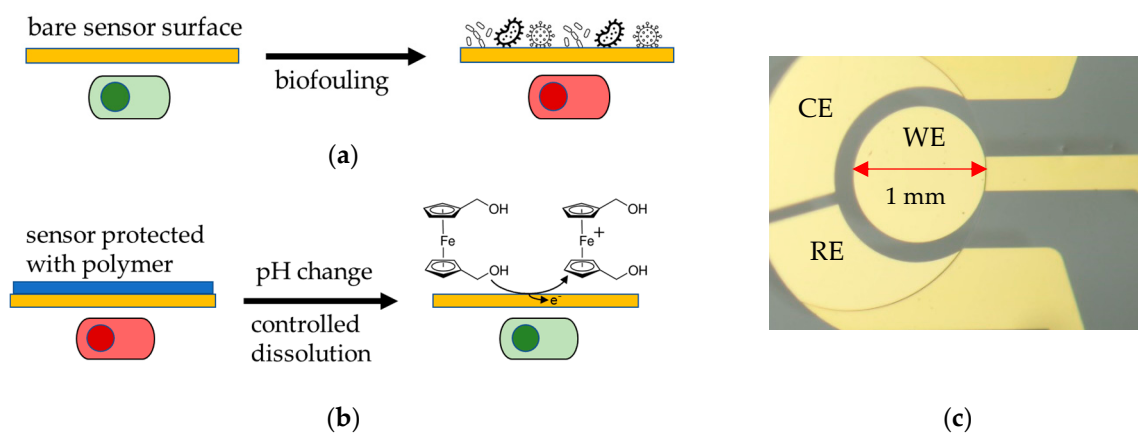 bare sensor surface
biofouling
(a)
sensor protected
with polymer
pH change
controlled
dissolution
OH
Fe
OH
OH
Fe
+
OH
e-
(b)
CE
WE
1 mm
RE
(c)